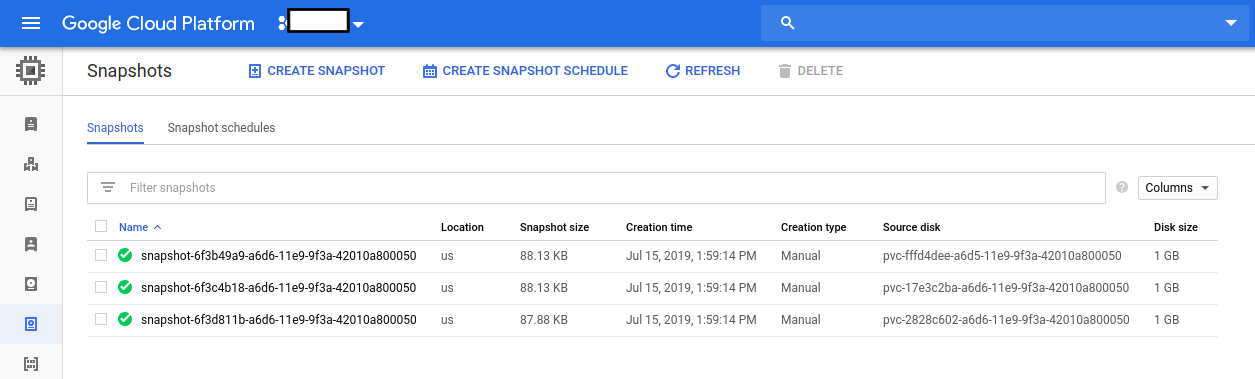 Google Cloud Platform
Snapshots CREATE SNAPSHOT CREATE SNAPSHOT SCHEDULE REFRESH DELETE
Snapshots Snapshot schedules
Filter snapshots Columns
Name Location Snapshot size Creation time Creation type Source disk Disk size
snapshot-6f3b49a9-a6d6-11e9-9f3a-42010a800050 us 88.13 KB Jul 15, 2019, 1:59:14 PM Manual pvc-fffd4dee-a6d5-11e9-9f3a-42010a800050 1 GB
snapshot-6f3c4b18-a6d6-11e9-9f3a-42010a800050 us 88.13 KB Jul 15, 2019, 1:59:14 PM Manual pvc-17e3c2ba-a6d6-11e9-9f3a-42010a800050 1 GB
snapshot-6f3d811b-a6d6-11e9-9f3a-42010a800050 us 87.88 KB Jul 15, 2019, 1:59:14 PM Manual pvc-2828c602-a6d6-11e9-9f3a-42010a800050 1 GB